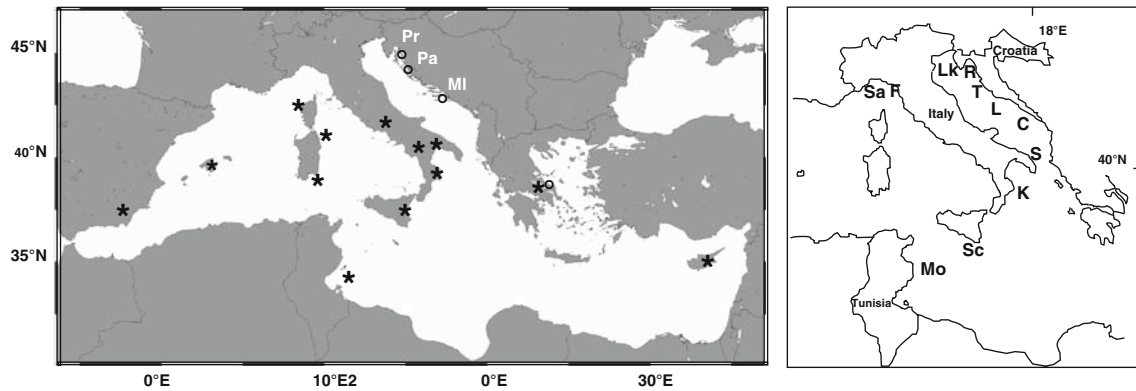 45°N
40°N
35°N
Pr
Pa
Ml
0°E 10°E2 0°E 30°E
18°E
Croatia
Lk R
T
Sa F
L
Italy
C
S
40°N
K
Sc
Mo
Tunisia